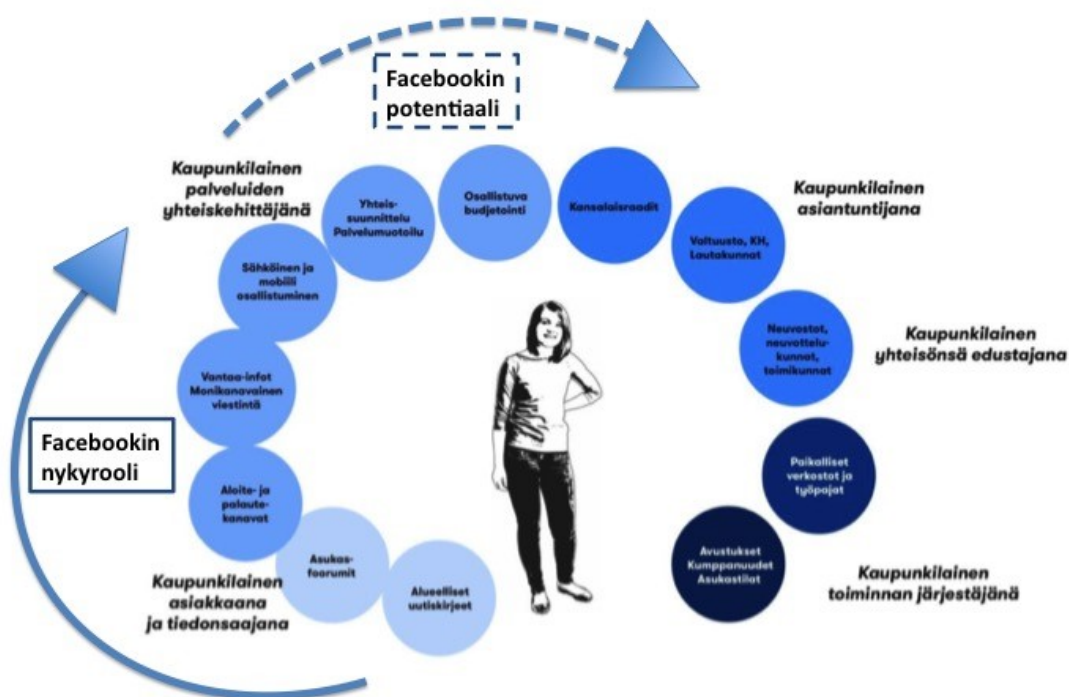 Facebookin
potentiaali
Kaupunkilainen
palveluiden
yhteiskehittäjänä
Yhteis-
suunnittelu
Palvelumuotoilu
Osallistuva
budjetointi
Kansalaisraadit
Kaupunkilainen
asiantuntijana
Valtuusto, KH,
Lautakunnat
Sähköinen ja
mobiili
osallistuminen
Neuvostot,
neuvottelu-
kunnat,
toimikunnat
Kaupunkilainen
yhteisönsä edustajana
Vantaa-infot
Monikanavainen
viestintä
Facebookin
nykyrooli
Paikalliset
verkostot ja
työpajat
Aloite- ja
palaute-
kanavat
Asukas-
foorumit
Alueelliset
uutiskirjeet
Avustukset
Kumppanuudet
Asukastilat
Kaupunkilainen
asiakkaana
ja tiedonsaajana
Kaupunkilainen
toiminnan järjestäjänä